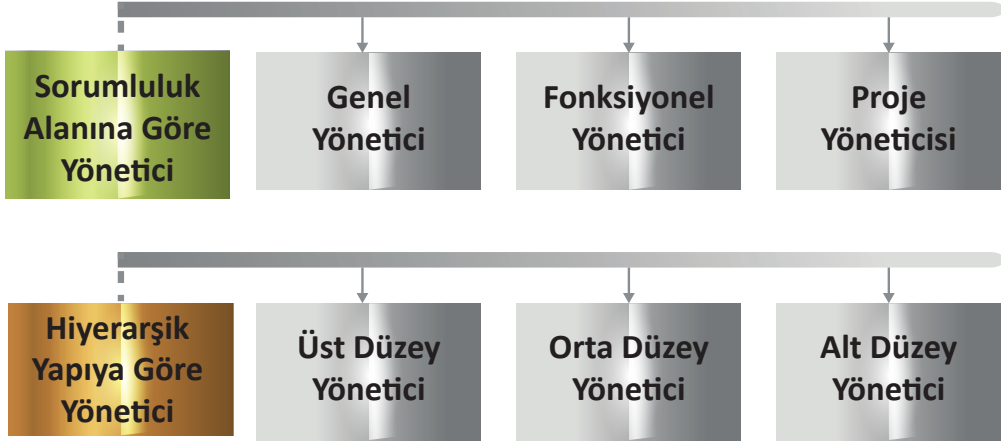 Sorumluluk
Alanına Göre
Yönetici
Genel
Yönetici
Fonksiyonel
Yönetici
Proje
Yöneticisi
Hiyerarşik
Yapıya Göre
Yönetici
Üst Düzey
Yönetici
Orta Düzey
Yönetici
Alt Düzey
Yönetici